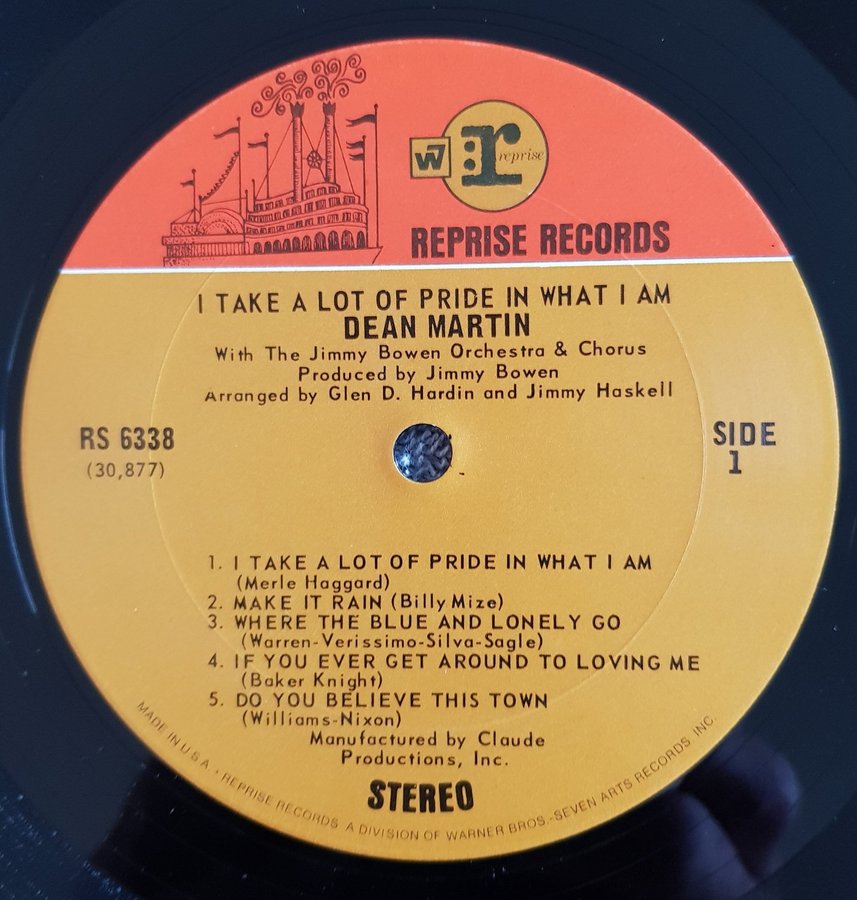 W7 r: reprise
REPRISE RECORDS
I TAKE A LOT OF PRIDE IN WHAT I AM
DEAN MARTIN
With The Jimmy Bowen Orchestra & Chorus
Produced by Jimmy Bowen
Arranged by Glen D. Hardin and Jimmy Haskell
RS 6338
(30,877)
SIDE
1
1. I TAKE A LOT OF PRIDE IN WHAT I AM
(Merle Haggard)
2. MAKE IT RAIN (Billy Mize)
3. WHERE THE BLUE AND LONELY GO
(Warren-Verissimo-Silva-Sagle)
4. IF YOU EVER GET AROUND TO LOVING ME
(Baker Knight)
5. DO YOU BELIEVE THIS TOWN
(Williams-Nixon)
Manufactured by Claude
Productions, Inc.
STEREO
MADE IN U S A • REPRISE RECORDS A DIVISION OF WARNER BROS.-SEVEN ARTS RECORDS INC.